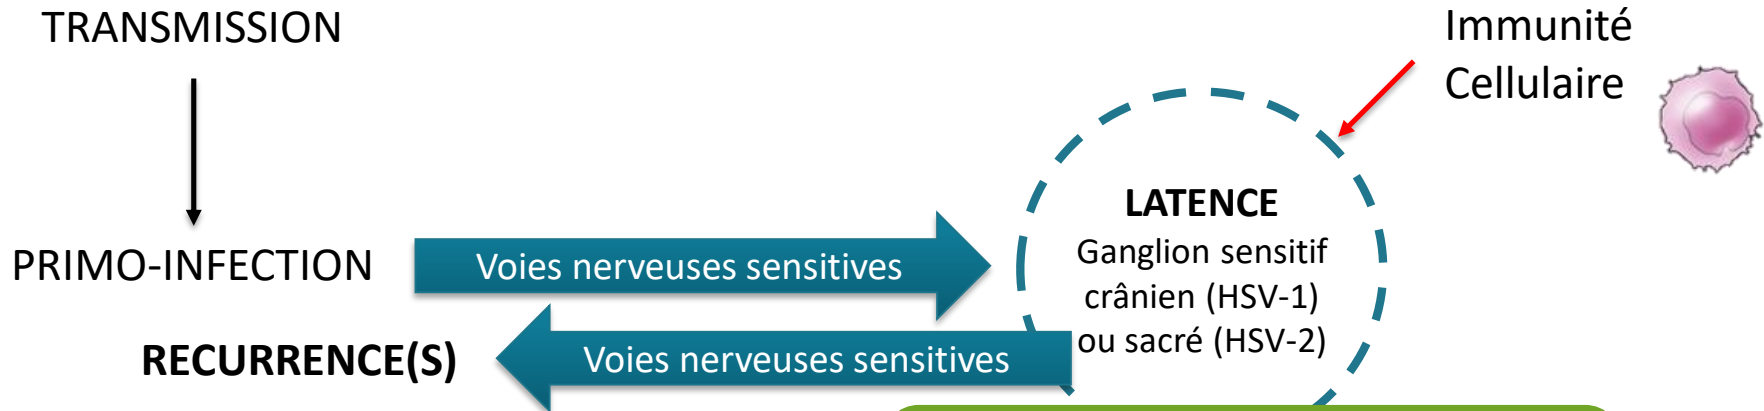 TRANSMISSION
Immunité
Cellulaire
LATENCE
Ganglion sensitif
crânien (HSV-1)
ou sacré (HSV-2)
PRIMO-INFECTION
Voies nerveuses sensitives
RECURRENCE(S)
Voies nerveuses sensitives